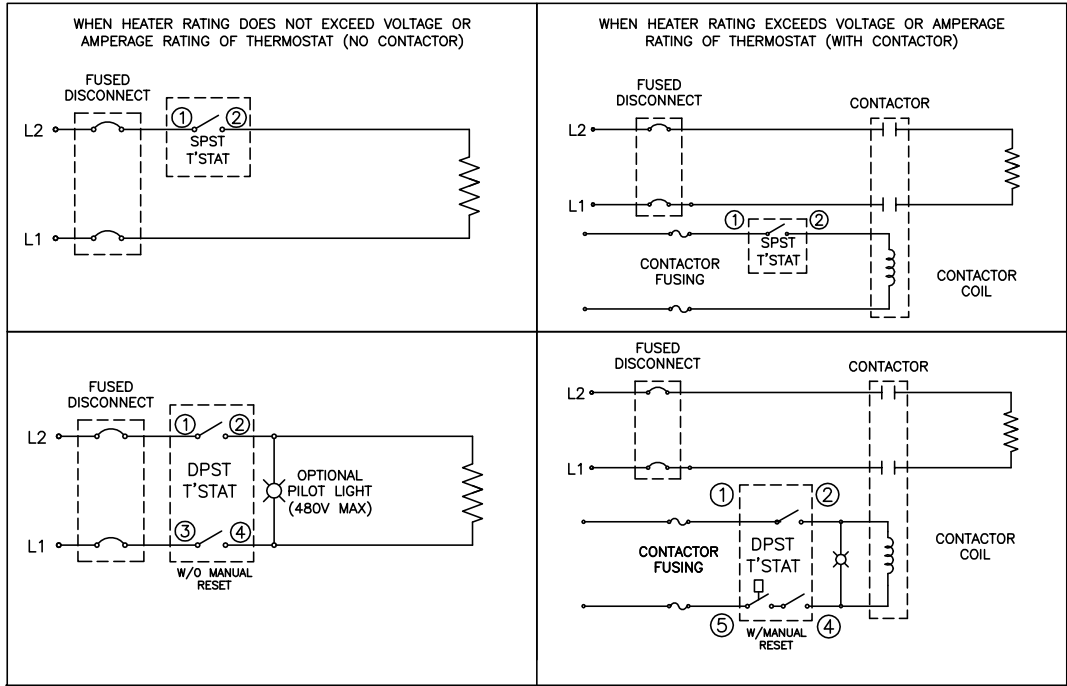 WHEN HEATER RATING DOES NOT EXCEED VOLTAGE OR
AMPERAGE RATING OF THERMOSTAT (NO CONTACTOR)
FUSED
DISCONNECT
L2
1 2
SPST
T'STAT
L1
WHEN HEATER RATING EXCEEDS VOLTAGE OR AMPERAGE
RATING OF THERMOSTAT (WITH CONTACTOR)
FUSED
DISCONNECT
CONTACTOR
L2
L1
1 2
SPST
T'STAT
CONTACTOR
FUSING
CONTACTOR
COIL
FUSED
DISCONNECT
L2
1 2
DPST
T'STAT
OPTIONAL
PILOT LIGHT
(480V MAX)
3 4
L1
W/O MANUAL
RESET
FUSED
DISCONNECT
CONTACTOR
L2
L1
1 2
CONTACTOR
FUSING
DPST
T'STAT
CONTACTOR
COIL
5 4
W/MANUAL
RESET